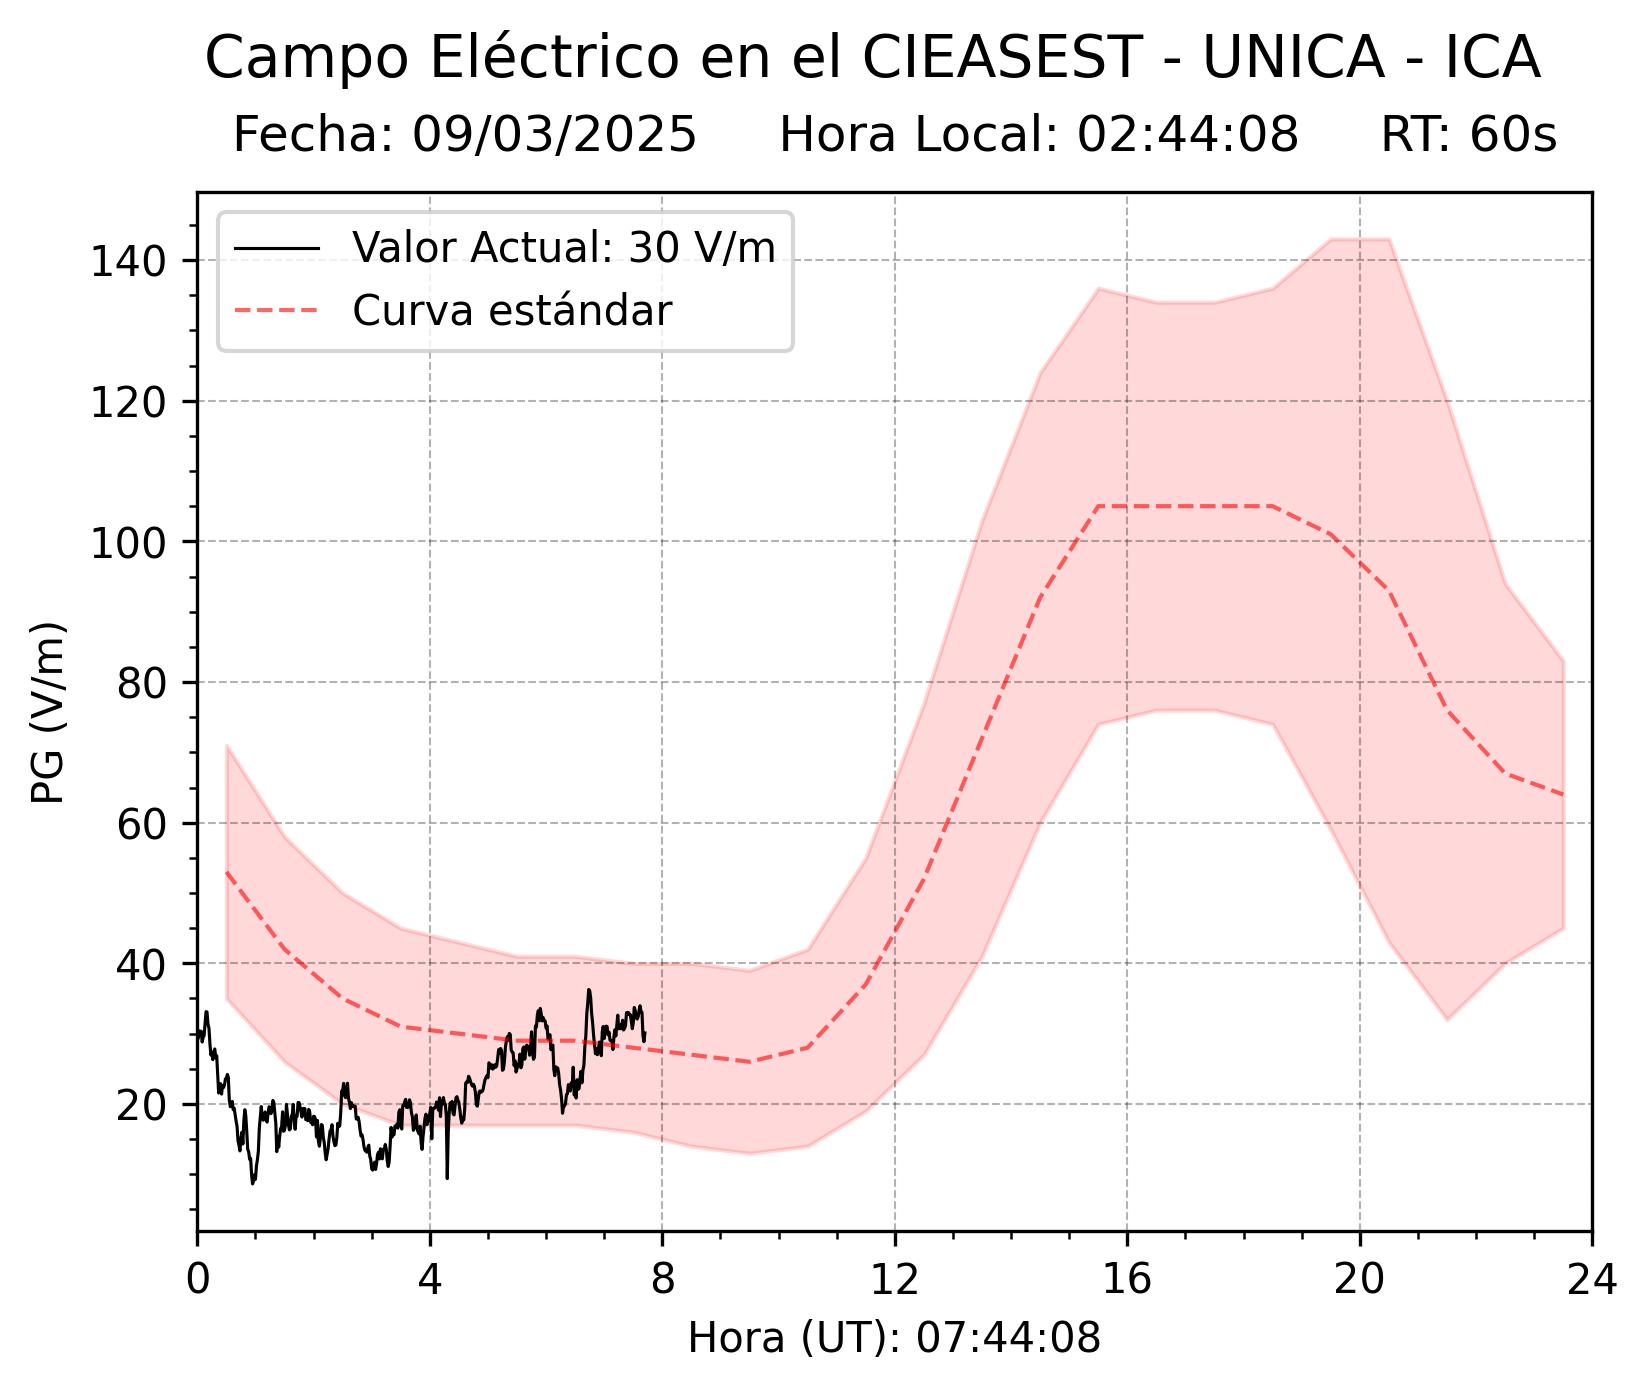 Campo Eléctrico en el CIEASEST - UNICA - ICA
Fecha: 09/03/2025 Hora Local: 02:44:08 RT: 60s
Valor Actual: 30 V/m
Curva estándar
140
120
100
80
60
40
20
PG (V/m)
0 4 8 12 16 20 24
Hora (UT): 07:44:08